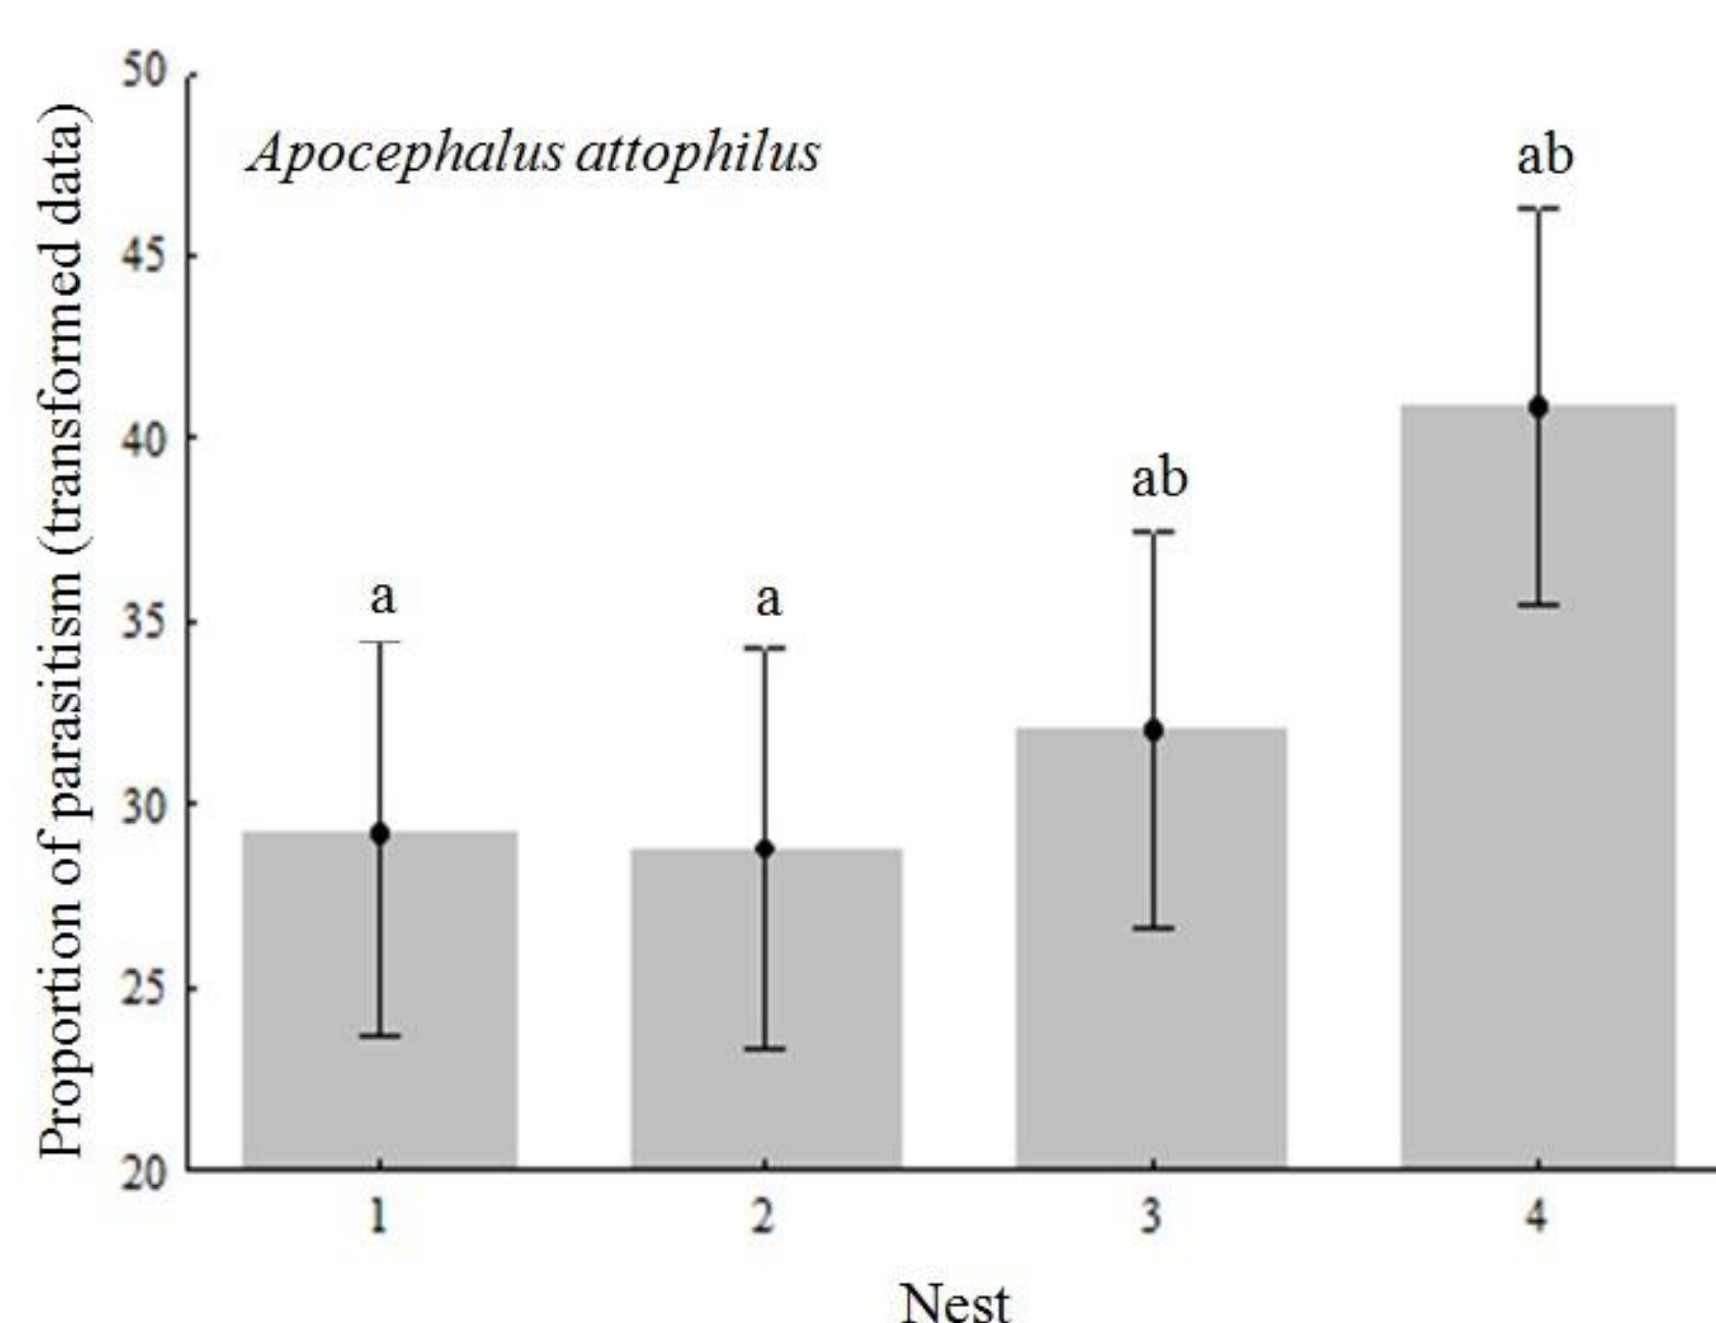 Proportion of parasitism (transformed data)
50
45
40
35
30
25
20
Apocephalus attophilus
a
a
ab
ab
1
2
3
4
Nest